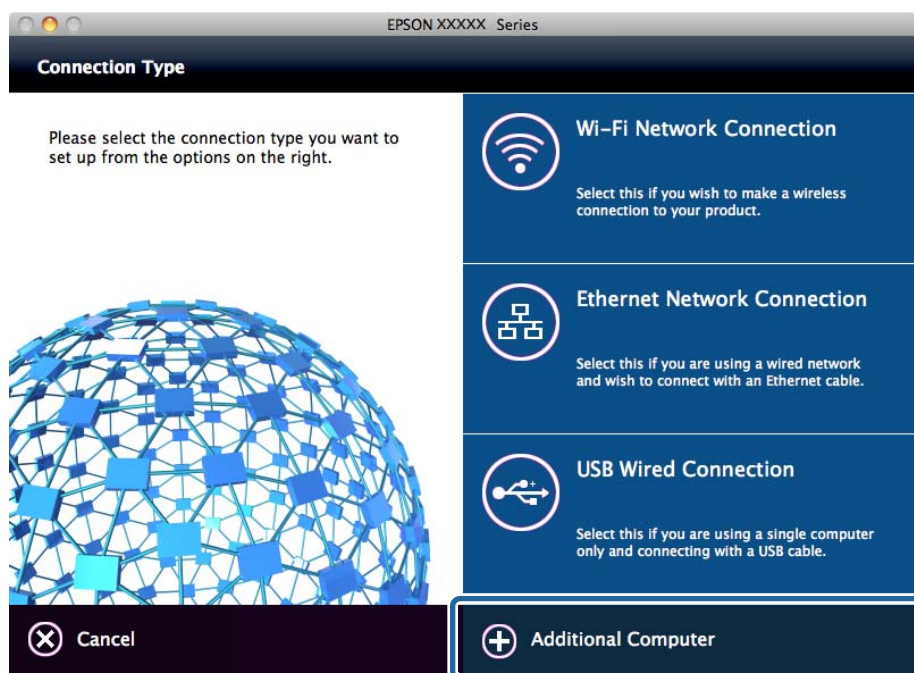 EPSON XXXXX Series
Connection Type
Please select the connection type you want to
set up from the options on the right.
Wi-Fi Network Connection
Select this if you wish to make a wireless
connection to your product.
Ethernet Network Connection
Select this if you are using a wired network
and wish to connect with an Ethernet cable.
USB Wired Connection
Select this if you are using a single computer
only and connecting with a USB cable.
Cancel
Additional Computer